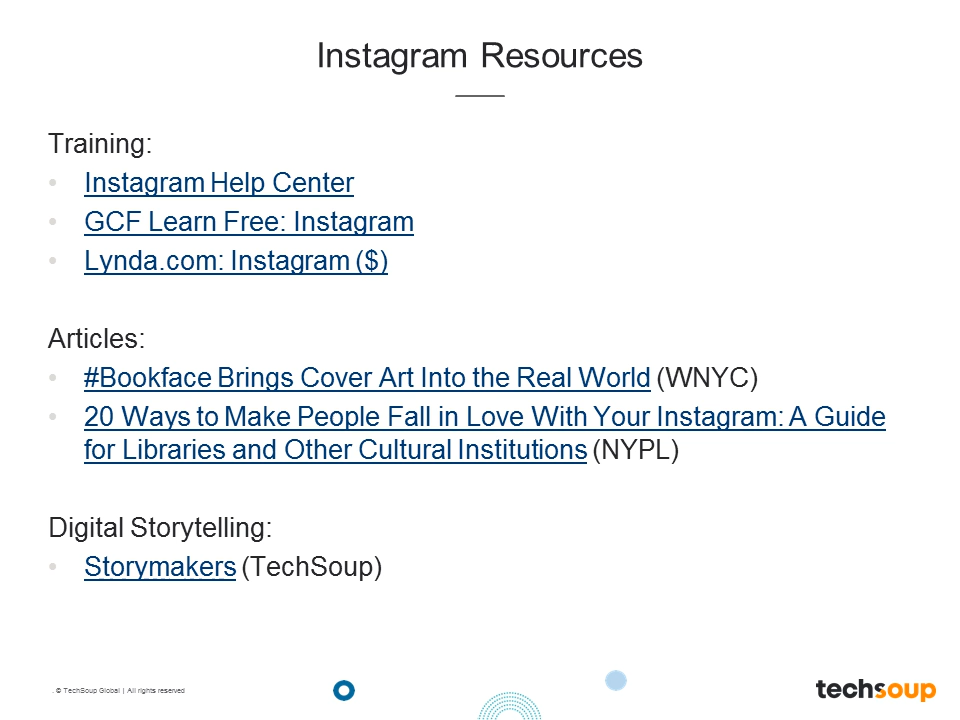 Instagram Resources
Training:
• Instagram Help Center
• GCF Learn Free: Instagram
• Lynda.com: Instagram ($)
Articles:
• #Bookface Brings Cover Art Into the Real World (WNYC)
• 20 Ways to Make People Fall in Love With Your Instagram: A Guide
for Libraries and Other Cultural Institutions (NYPL)
Digital Storytelling:
• Storymakers (TechSoup)
. © TechSoup Global | All rights reserved
techsoup